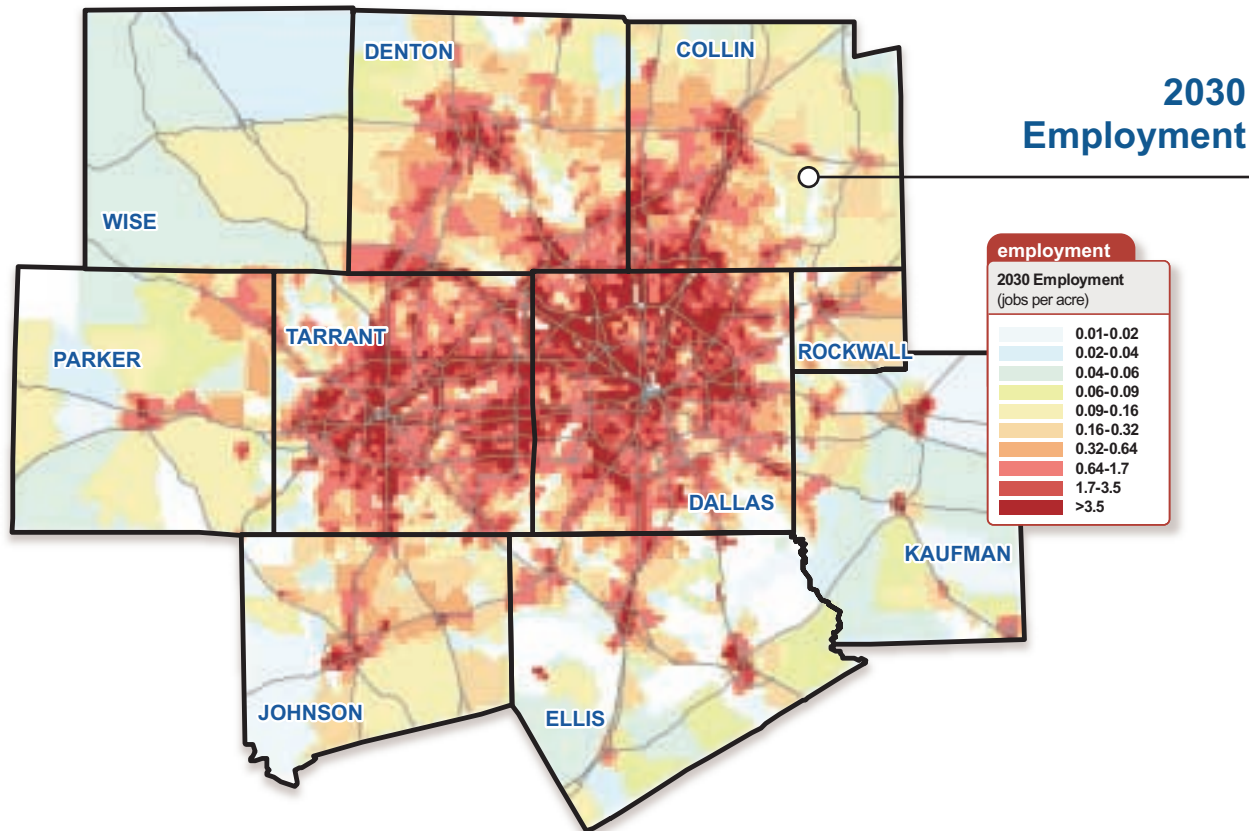 DENTON
COLLIN
2030
Employment
WISE
employment
2030 Employment
(jobs per acre)
0.01-0.02
0.02-0.04
0.04-0.06
0.06-0.09
0.09-0.16
0.16-0.32
0.32-0.64
0.64-1.7
1.7-3.5
>3.5
TARRANT
PARKER
ROCKWALL
DALLAS
KAUFMAN
JOHNSON
ELLIS